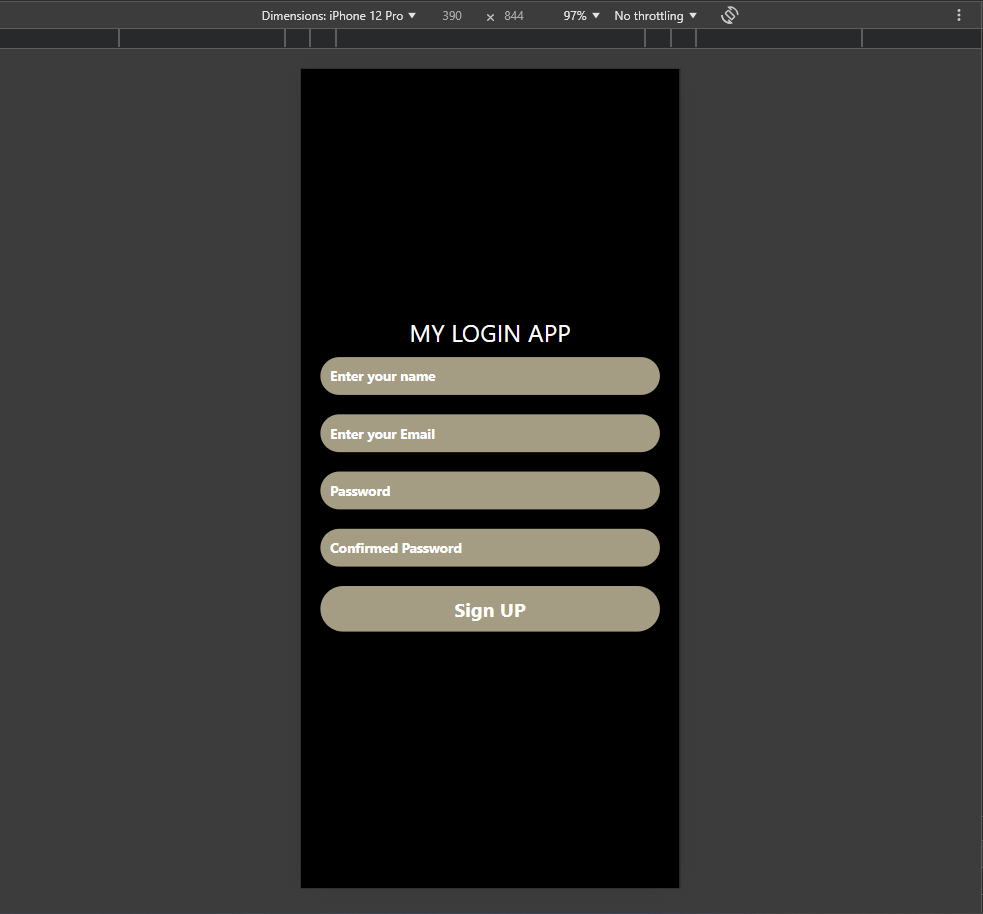 Dimensions: iPhone 12 Pro 390 × 844 97% No throttling
MY LOGIN APP
Enter your name
Enter your Email
Password
Confirmed Password
Sign UP